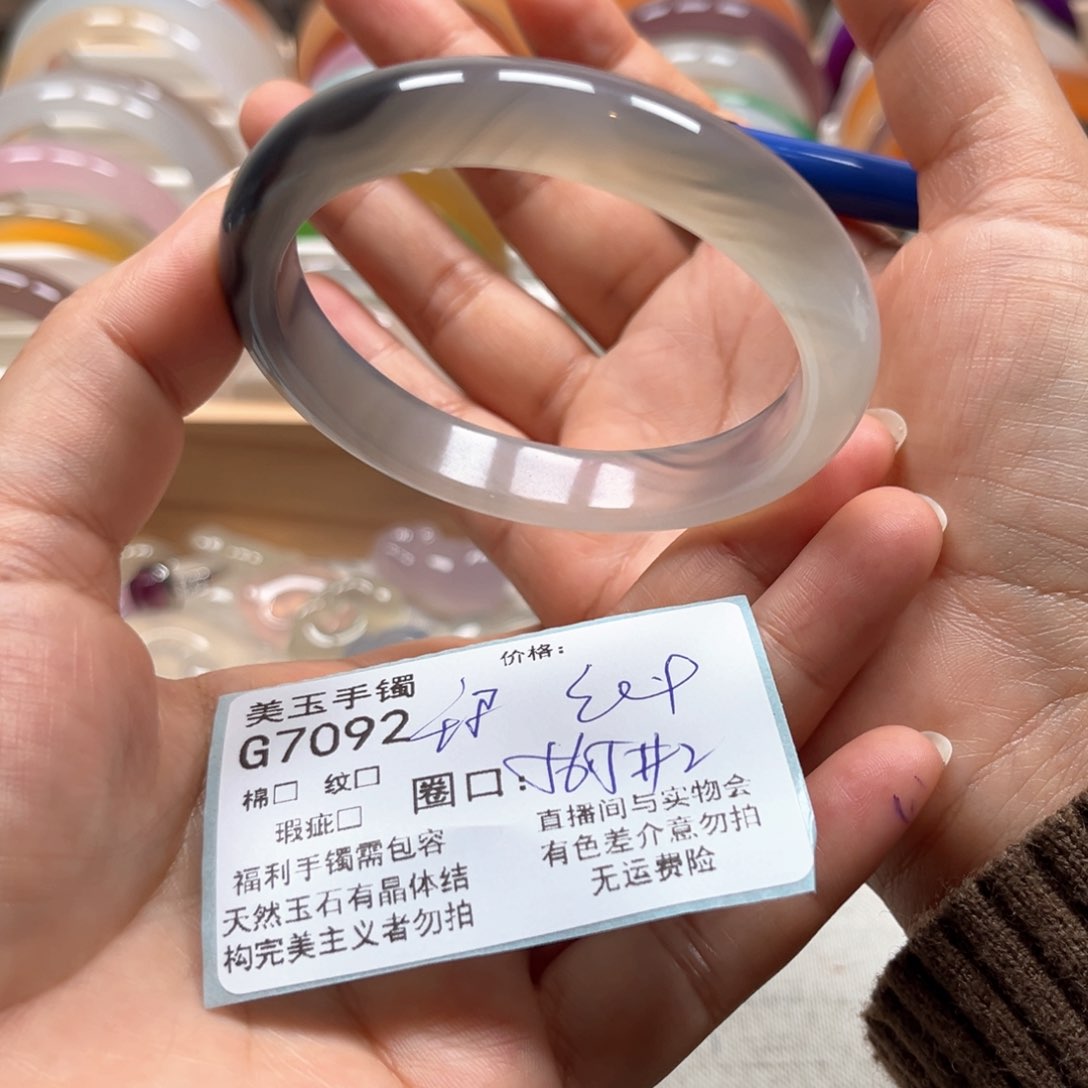 价格:
美玉手镯
G7092
棉□ 纹□
圈口:
瑕疵□
福利手镯需包容
天然玉石有晶体结
构完美主义者勿拍
直播间与实物会
有色差介意勿拍
无运费险